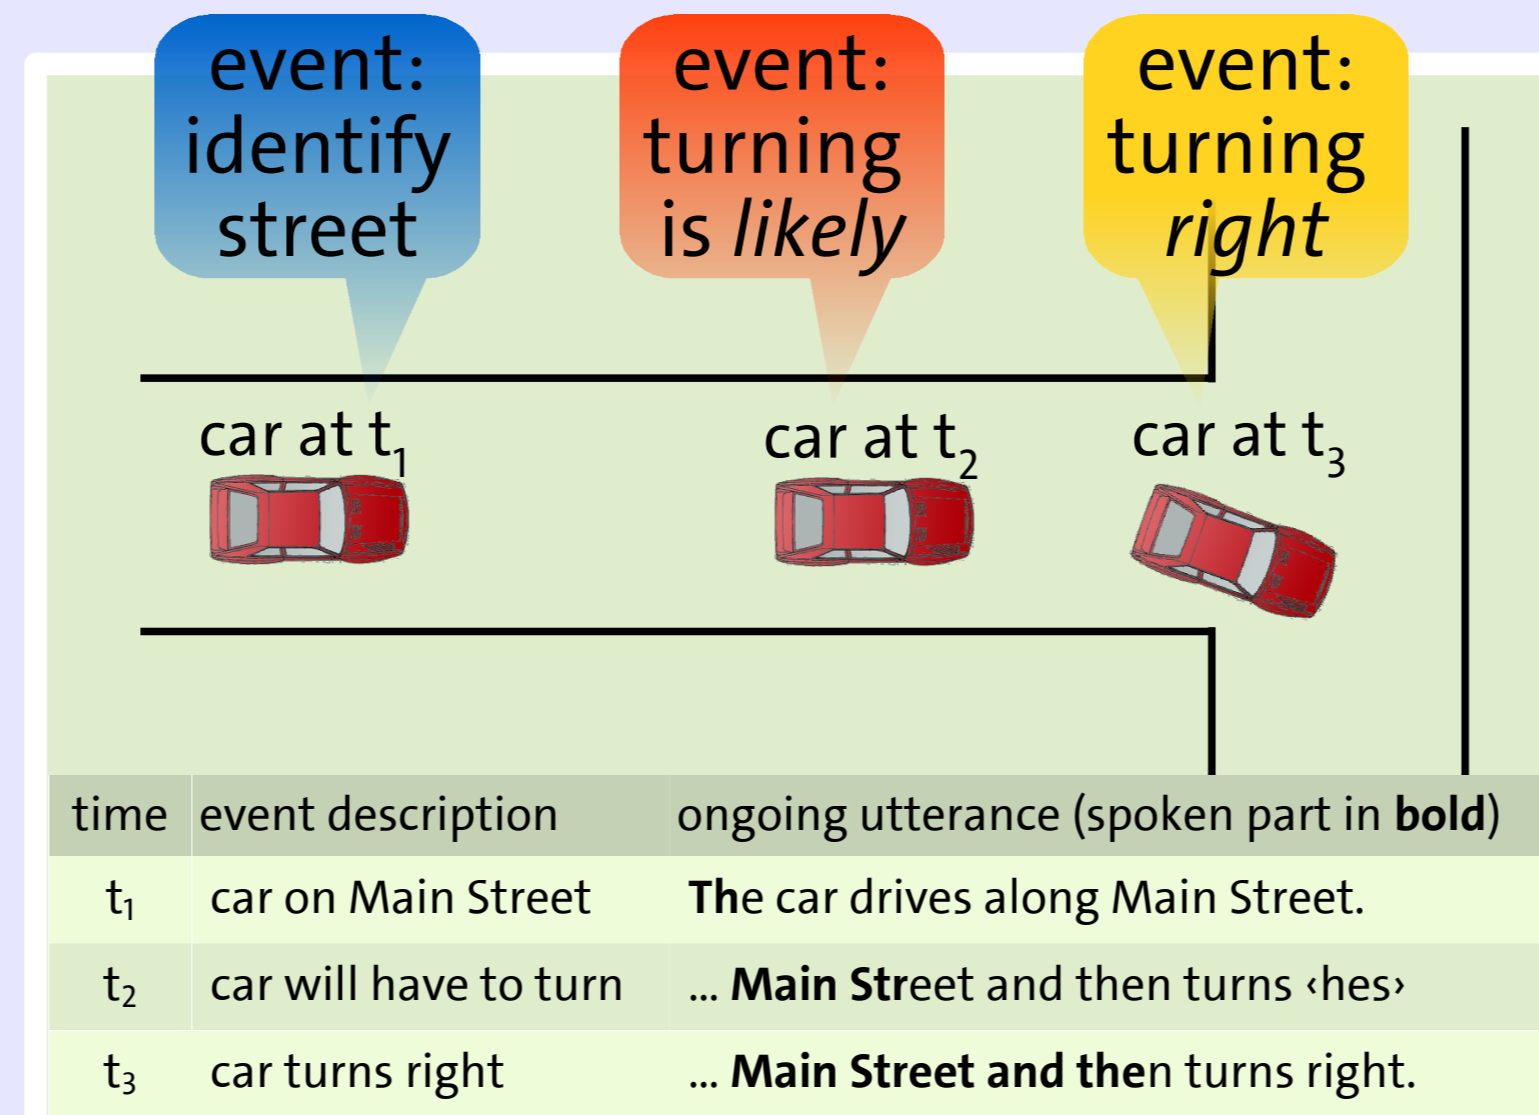 event:
identify
street
event:
turning
is likely
event:
turning
right
car at t₁
car at t₂
car at t₃
time event description ongoing utterance (spoken part in bold)
t₁ car on Main Street The car drives along Main Street.
t₂ car will have to turn ... Main Street and then turns ‹hes›
t₃ car turns right ... Main Street and then turns right.